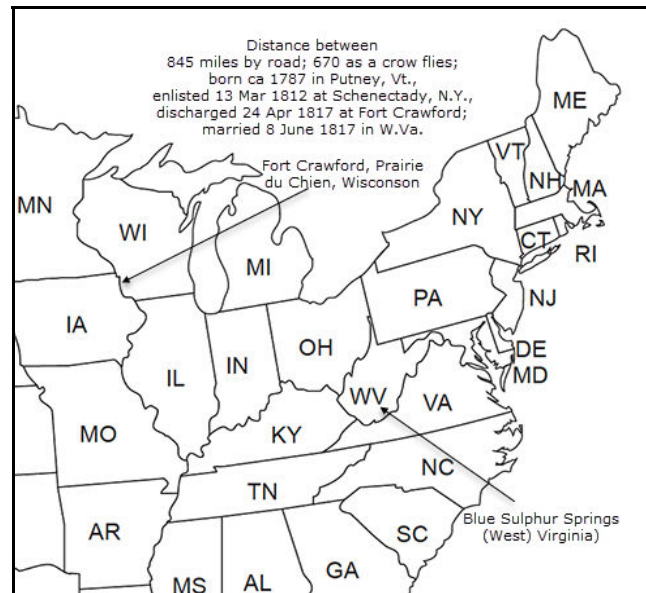 Distance between
845 miles by road; 670 as a crow flies;
born ca 1787 in Putney, Vt.,
enlisted 13 Mar 1812 at Schenectady, N.Y.,
discharged 24 Apr 1817 at Fort Crawford;
married 8 June 1817 in W.Va.
Fort Crawford, Prairie
du Chien, Wisconson
ME
VT
NH
MA
MN
WI
NY
CT
RI
MI
PA
NJ
IA
OH
DE
IL
IN
MD
WV
VA
MO
KY
NC
TN
AR
SC
Blue Sulphur Springs
(West) Virginia)
MS
AL
GA